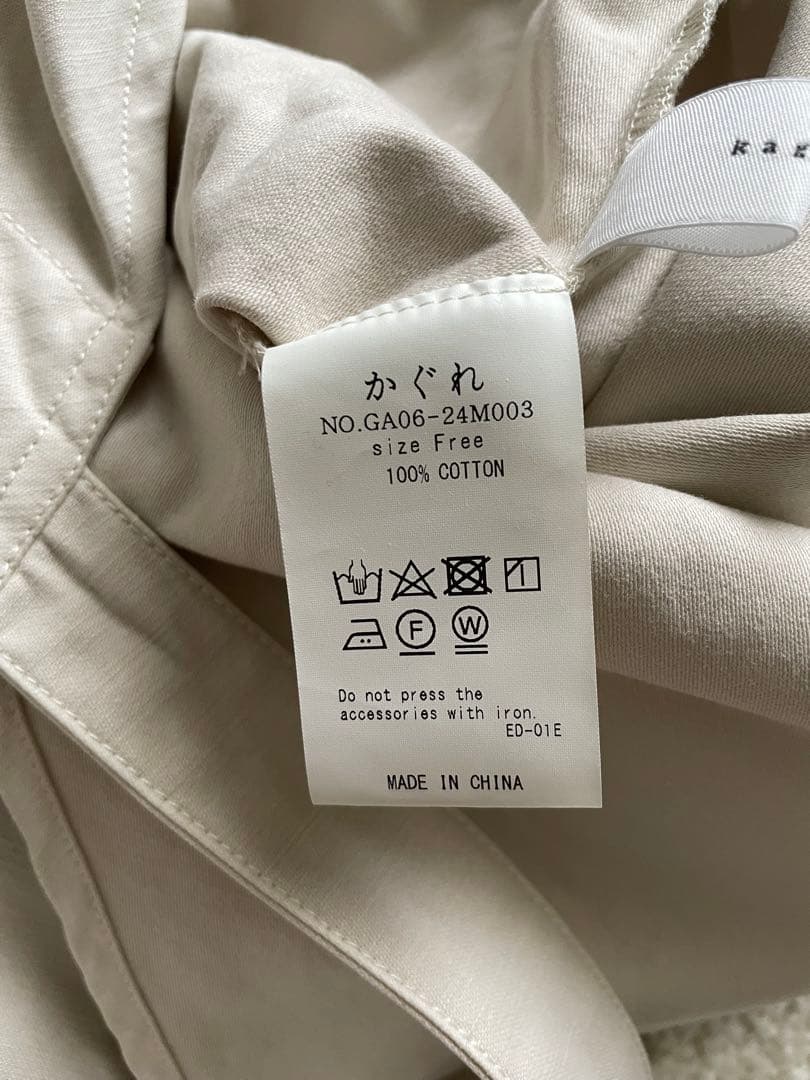 kag
かぐれ
NO.GA06-24M003
size Free
100% COTTON
F W
Do not press the
accessories with iron.
ED-01E
MADE IN CHINA